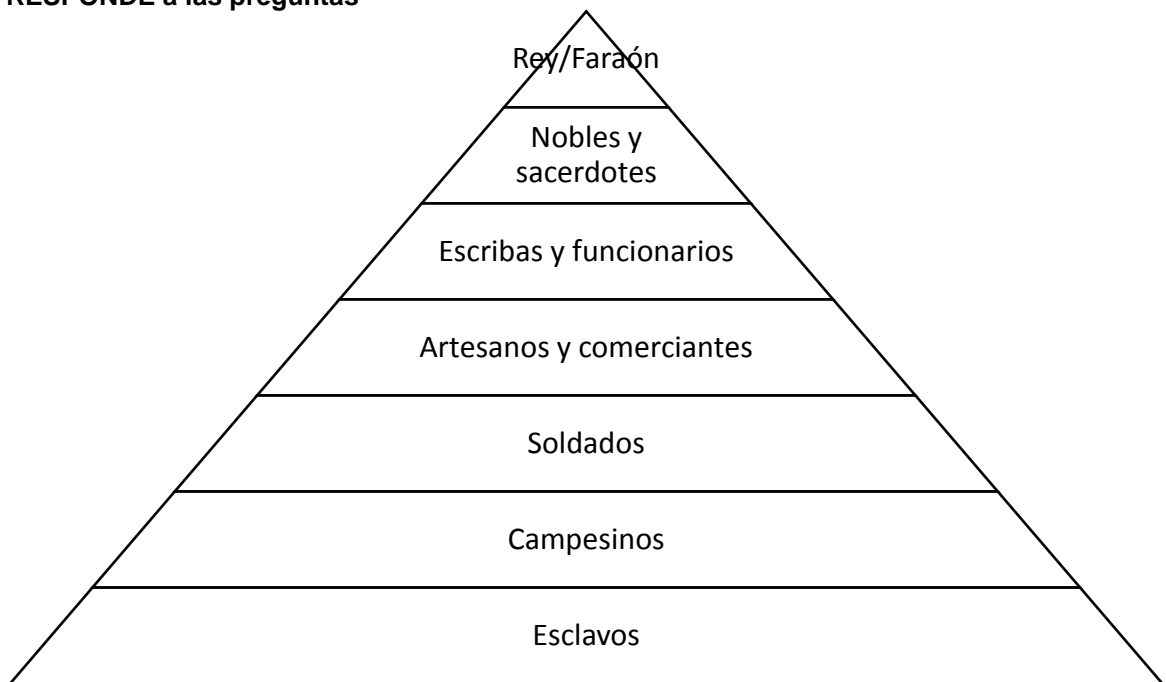 RESPONDE a las preguntas
Rey/Faraón
Nobles y
sacerdotes
Escribas y funcionarios
Artesanos y comerciantes
Soldados
Campesinos
Esclavos